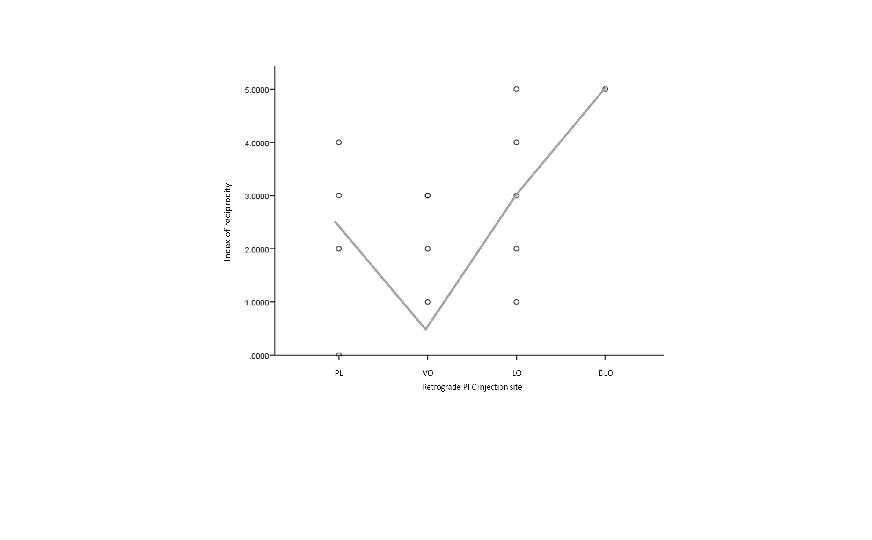 5.0000
4.0000
3.0000
2.0000
1.0000
.0000
Index of reciprocity
PL
VO
LO
DLO
Retrograde PFC injection site